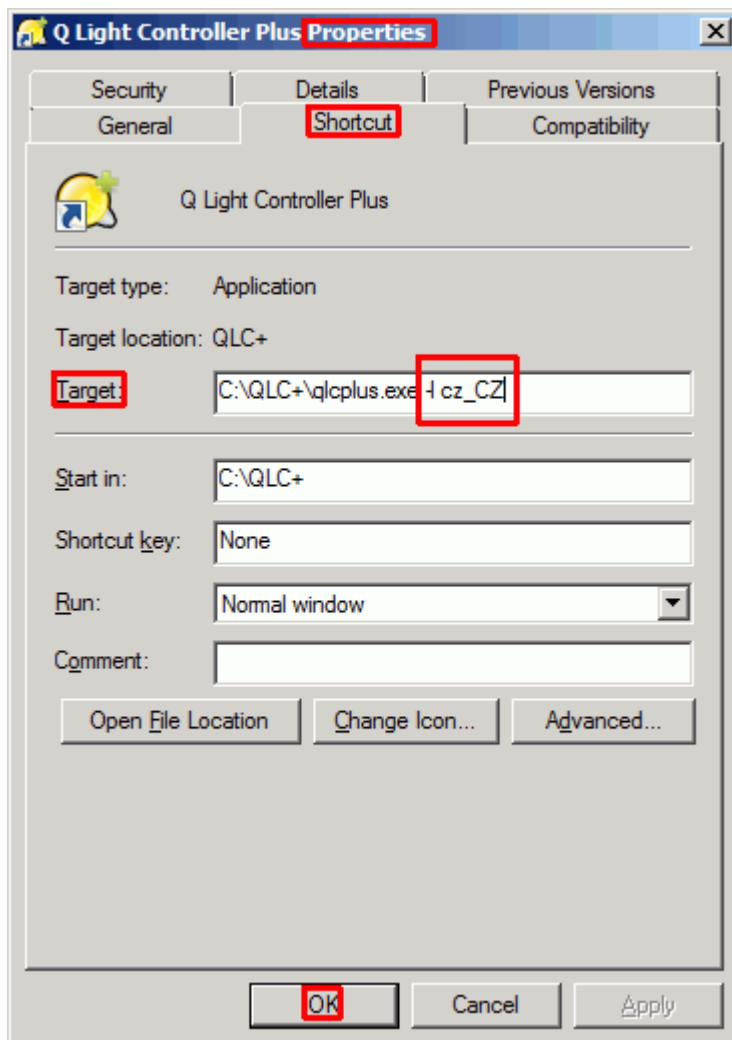 Q Light Controller Plus Properties
Security Details Previous Versions
General Shortcut Compatibility
Q Light Controller Plus
Target type: Application
Target location: QLC+
Target: C:\QLC+\qlcplus.exe -l cz_CZ
Start in: C:\QLC+
Shortcut key: None
Run: Normal window
Comment:
Open File Location Change Icon... Advanced...
OK Cancel Apply